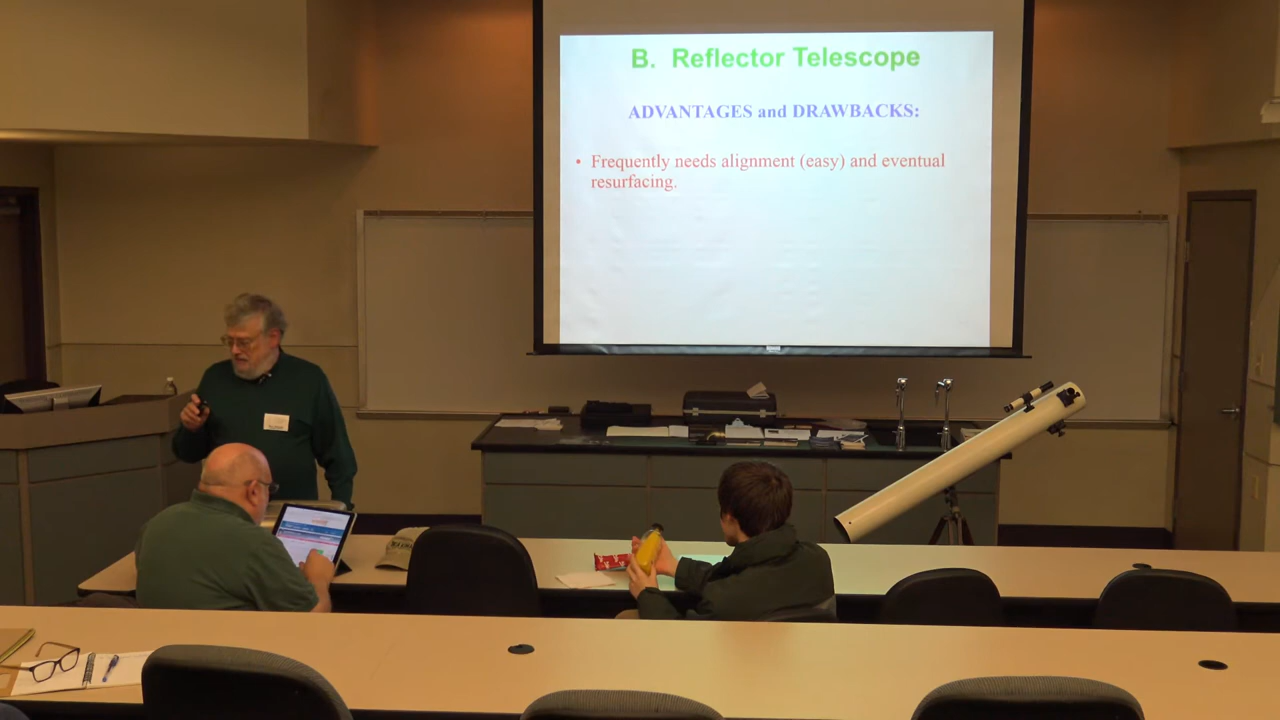 B. Reflector Telescope
ADVANTAGES and DRAWBACKS:
• Frequently needs alignment (easy) and eventual
resurfacing.